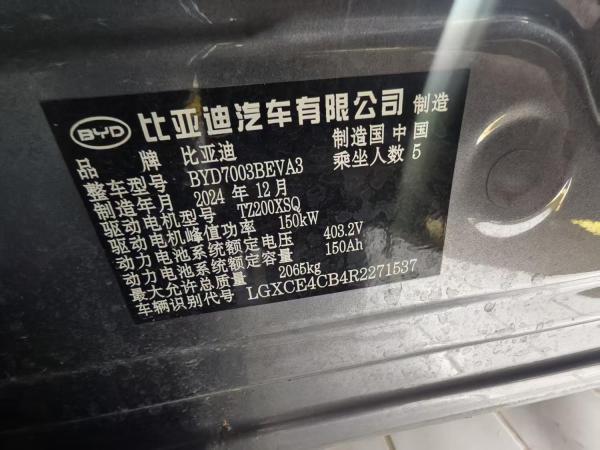 BYD 比亚迪汽车有限公司 制造
品牌 比亚迪 制造国 中国
整车型号 BYD7003BEVA3 乘坐人数 5
制造年月 2024 年 12 月
驱动电机型号 TZ200XSQ
驱动电机峰值功率 150kW
动力电池系统额定电压 403.2V
动力电池系统额定容量 150Ah
最大允许总质量 2065kg
车辆识别代号 LGXCE4CB4R2271537